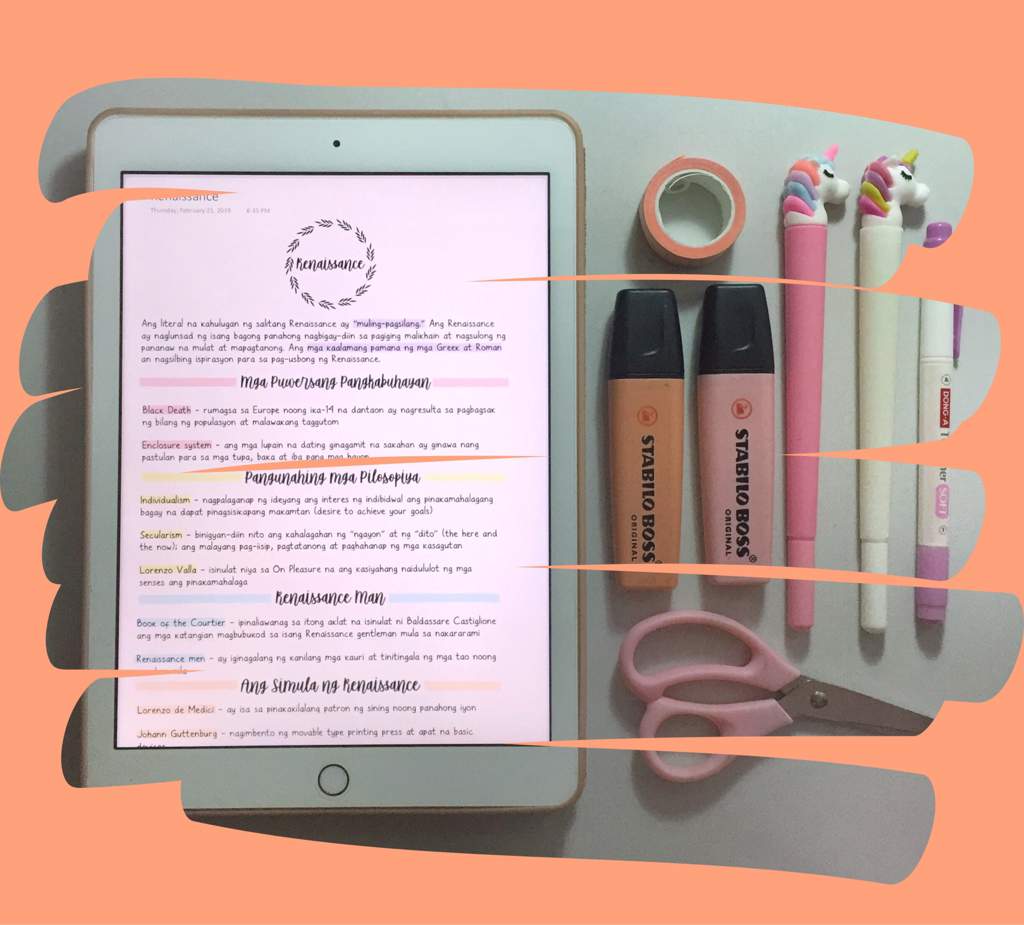 Renaissance
Thursday, February 21, 2019 8:45 PM
Renaissance
Ang literal na kahulugan ng salitang Renaissance ay "muling-pagsilang." Ang Renaissance
ay naglunsad ng isang bagong panahong nagbigay-diin sa pagiging malikhain at nagsulong ng
pananaw na mulat at mapagtanong. Ang mga kaalamang pamana ng mga Greek at Roman
an nagsilbing ispirasyon para sa pag-usbong ng Renaissance.
Mga Puwersang Panghabuhayan
Black Death - rumagsa sa Europe noong ika-14 na dantaon ay nagresulta sa pagbagsak
ng bilang ng populasyon at malawakang taggutom
Enclosure system - ang mga lupain na dating ginagamit na sakahan ay ginawa nang
pastulan para sa mga tupa, baka at iba pang mga hayop
Pangunahing Mga Pilosopiya
Individualism - nagpalaganap ng ideyang ang interes ng indibidwal ang pinakamahalagang
bagay na dapat pinagsisikapang makamtan (desire to achieve your goals)
Secularism - binigyan-diin nito ang kahalagahan ng "ngayon" at ng "dito" (the here and
the now); ang malayang pag-iisip, pagtatanong at paghahanap ng mga kasagutan
Lorenzo Valla - isinulat niya sa On Pleasure na ang kasiyahang naidululot ng mga
senses ang pinakamahalaga
Renaissance Man
Book of the Courtier - ipinaliawanag sa itong aklat na isinulat ni Baldassare Castiglione
ang mga katangian magbubukod sa isang Renaissance gentleman mula sa nakararami
Renaissance men - ay iginagalang ng kanilang mga kauri at tinitingala ng mga tao noong
Ang Simula ng Renaissance
Lorenzo de Medici - ay isa sa pinakakilalang patron ng sining noong panahong iyon
Johann Guttenburg - nagimbento ng movable type printing press at apat na basic
STABILO BOSS
ORIGINAL
STABILO BOSS®
ORIGINAL
DONG-A
SOFT